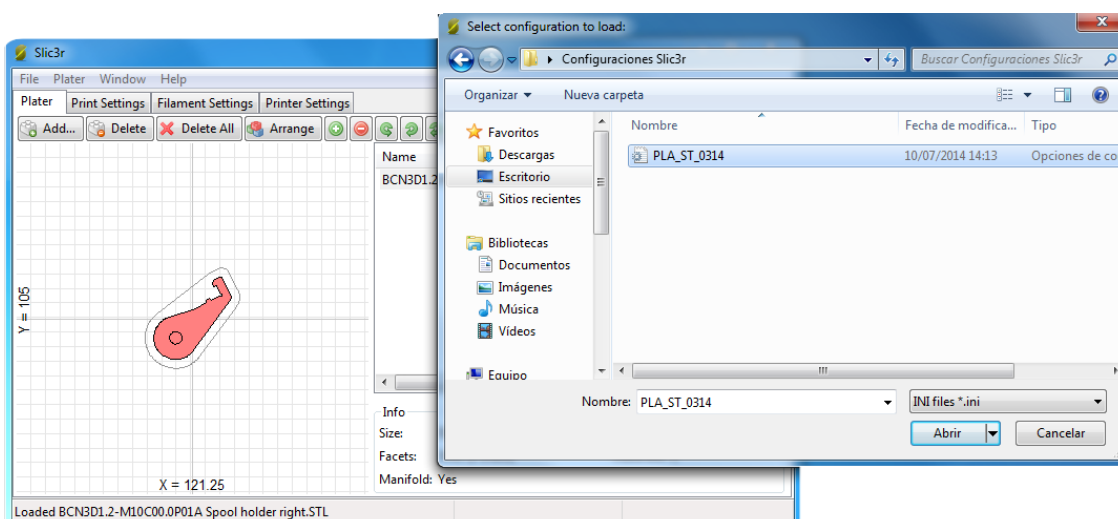 Slic3r
File Plater Window Help
Plater Print Settings Filament Settings Printer Settings
Add... Delete Delete All Arrange
Name
BCN3D1.2
Y = 105
X = 121.25
Info
Size:
Facets:
Manifold: Yes
Loaded BCN3D1.2-M10C00.0P01A Spool holder right.STL
Select configuration to load:
Configuraciones Slic3r
Buscar Configuraciones Slic3r
Organizar Nueva carpeta
Favoritos
Descargas
Escritorio
Sitios recientes
Bibliotecas
Documentos
Imágenes
Música
Vídeos
Equipo
Nombre Fecha de modifica... Tipo
PLA_ST_0314 10/07/2014 14:13 Opciones de co
Nombre: PLA_ST_0314 INI files *.ini
Abrir Cancelar